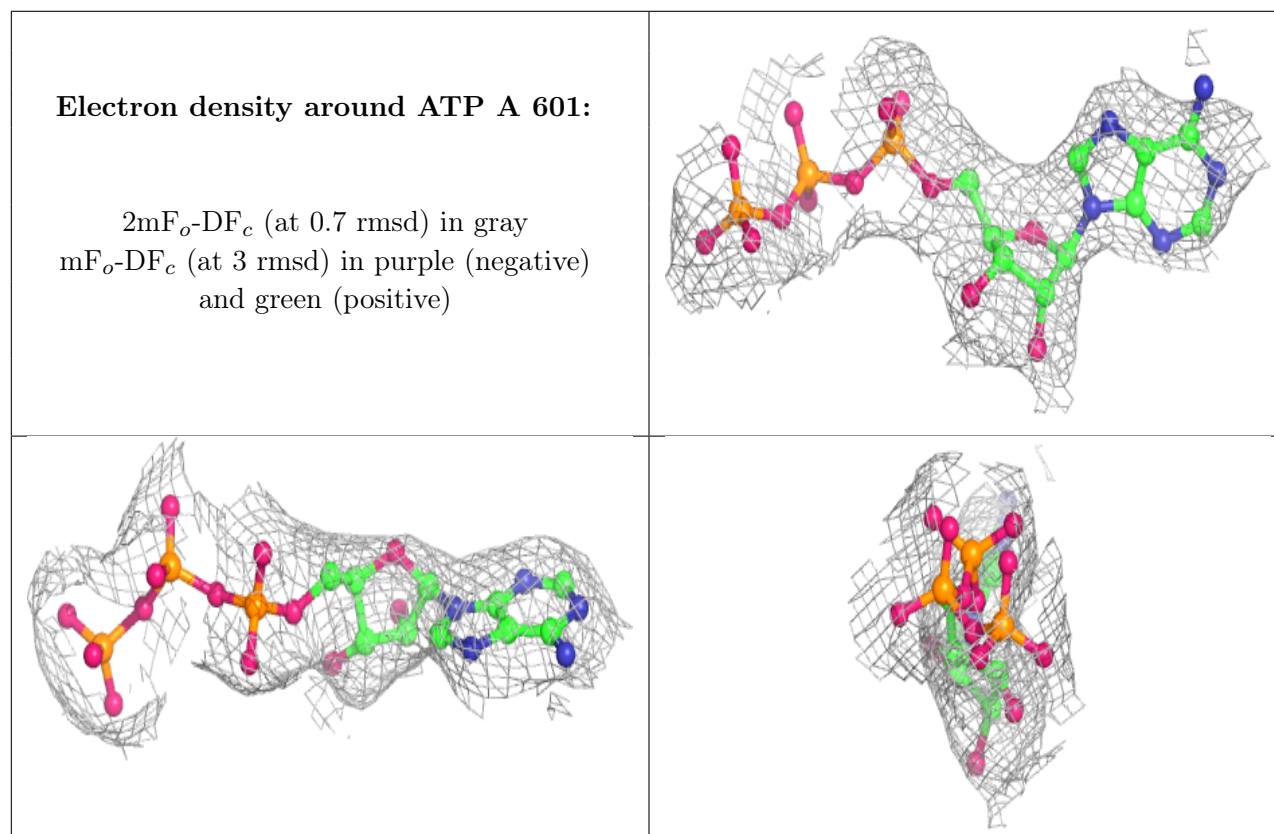 Electron density around ATP A 601:
2mFo-DFc (at 0.7 rmsd) in gray
mFo-DFc (at 3 rmsd) in purple (negative)
and green (positive)